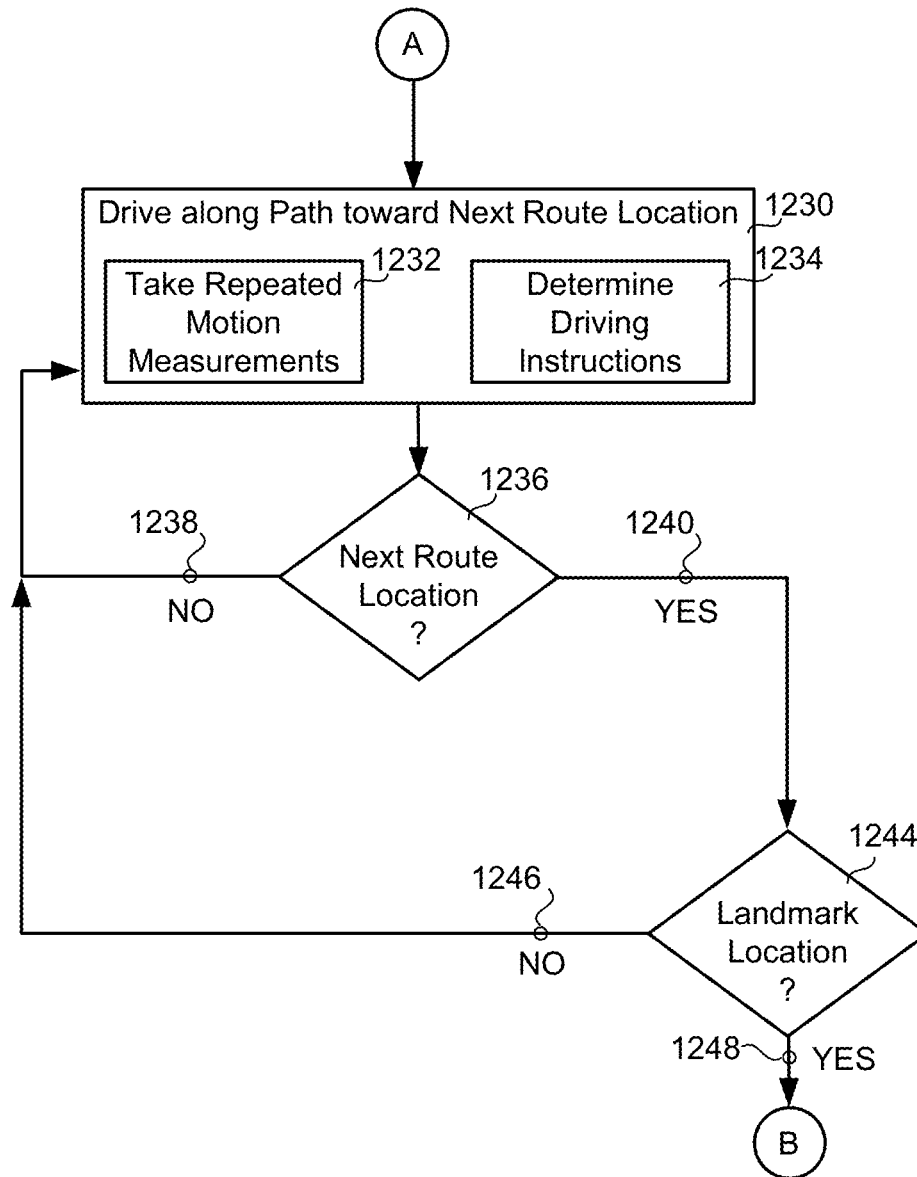 A
Drive along Path toward Next Route Location
1230
1232
1234
Take Repeated
Motion
Measurements
Determine
Driving
Instructions
1236
1238
1240
Next Route
Location
?
NO
YES
1244
1246
Landmark
Location
?
NO
1248
YES
B